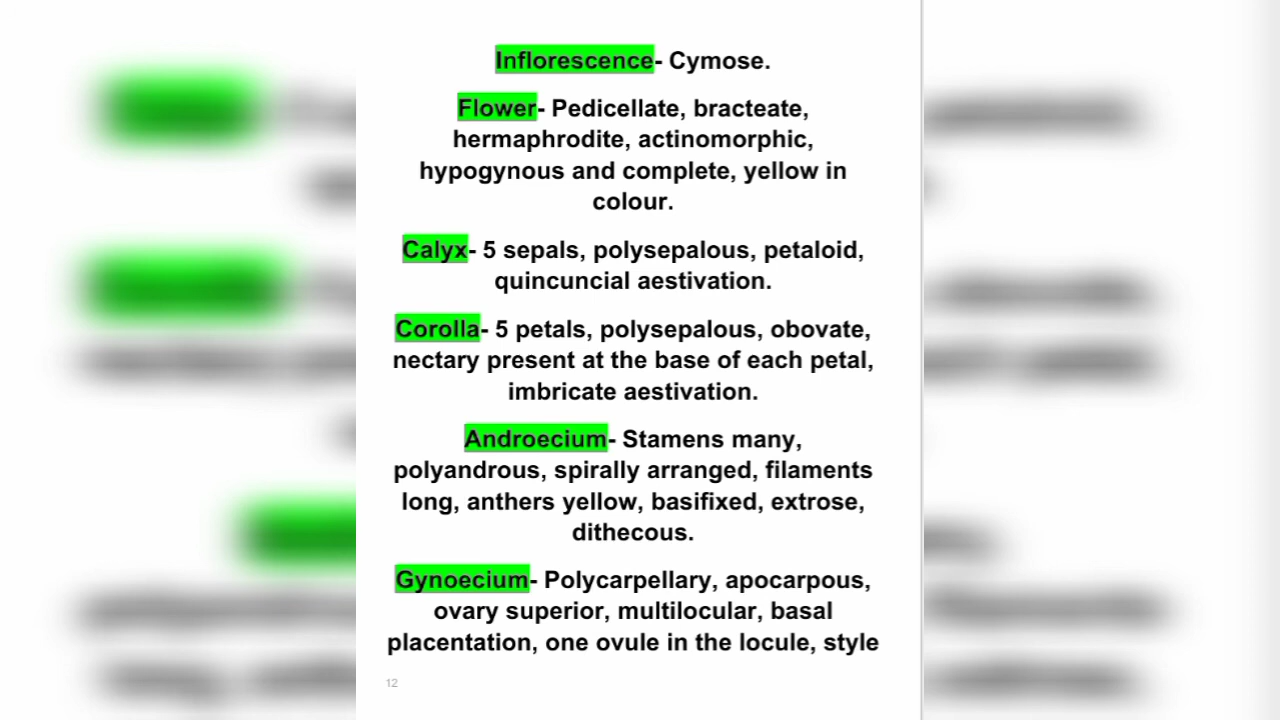 Inflorescence- Cymose.
Flower- Pedicellate, bracteate,
hermaphrodite, actinomorphic,
hypogynous and complete, yellow in
colour.
Calyx- 5 sepals, polysepalous, petaloid,
quincuncial aestivation.
Corolla- 5 petals, polysepalous, obovate,
nectary present at the base of each petal,
imbricate aestivation.
Androecium- Stamens many,
polyandrous, spirally arranged, filaments
long, anthers yellow, basifixed, extrose,
dithecous.
Gynoecium- Polycarpellary, apocarpous,
ovary superior, multilocular, basal
placentation, one ovule in the locule, style
12